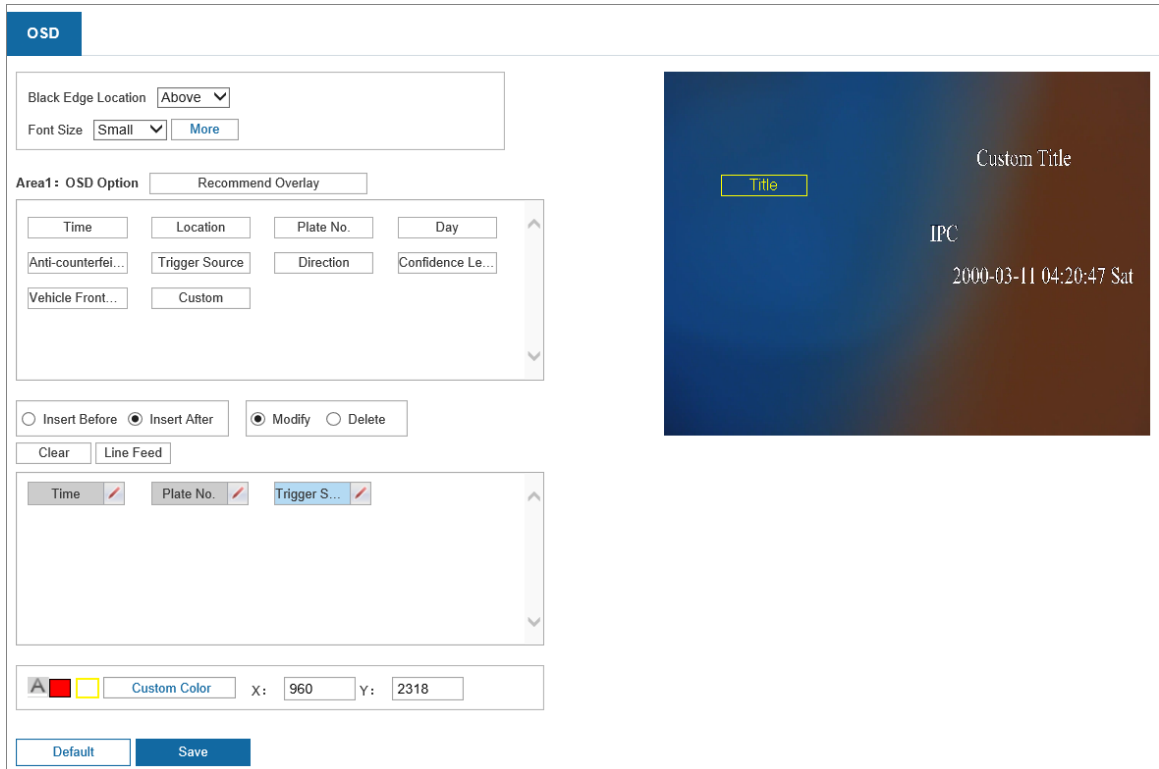 OSD
Black Edge Location Above
Font Size Small More
Area1: OSD Option Recommend Overlay
Time Location Plate No. Day
Anti-counterfei... Trigger Source Direction Confidence Le...
Vehicle Front... Custom
Insert Before Insert After Modify Delete
Clear Line Feed
Time Plate No. Trigger S...
A Custom Color X: 960 Y: 2318
Default Save
Custom Title
Title
IPC
2000-03-11 04:20:47 Sat